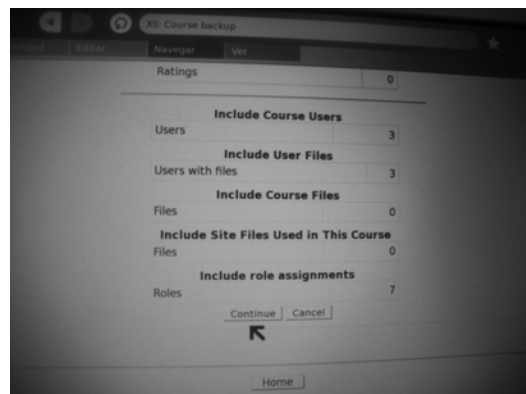 XS: Course backup
Editar Navegar Ver
Ratings 0
Include Course Users
Users 3
Include User Files
Users with files 3
Include Course Files
Files 0
Include Site Files Used in This Course
Files 0
Include role assignments
Roles 7
Continue Cancel
Home